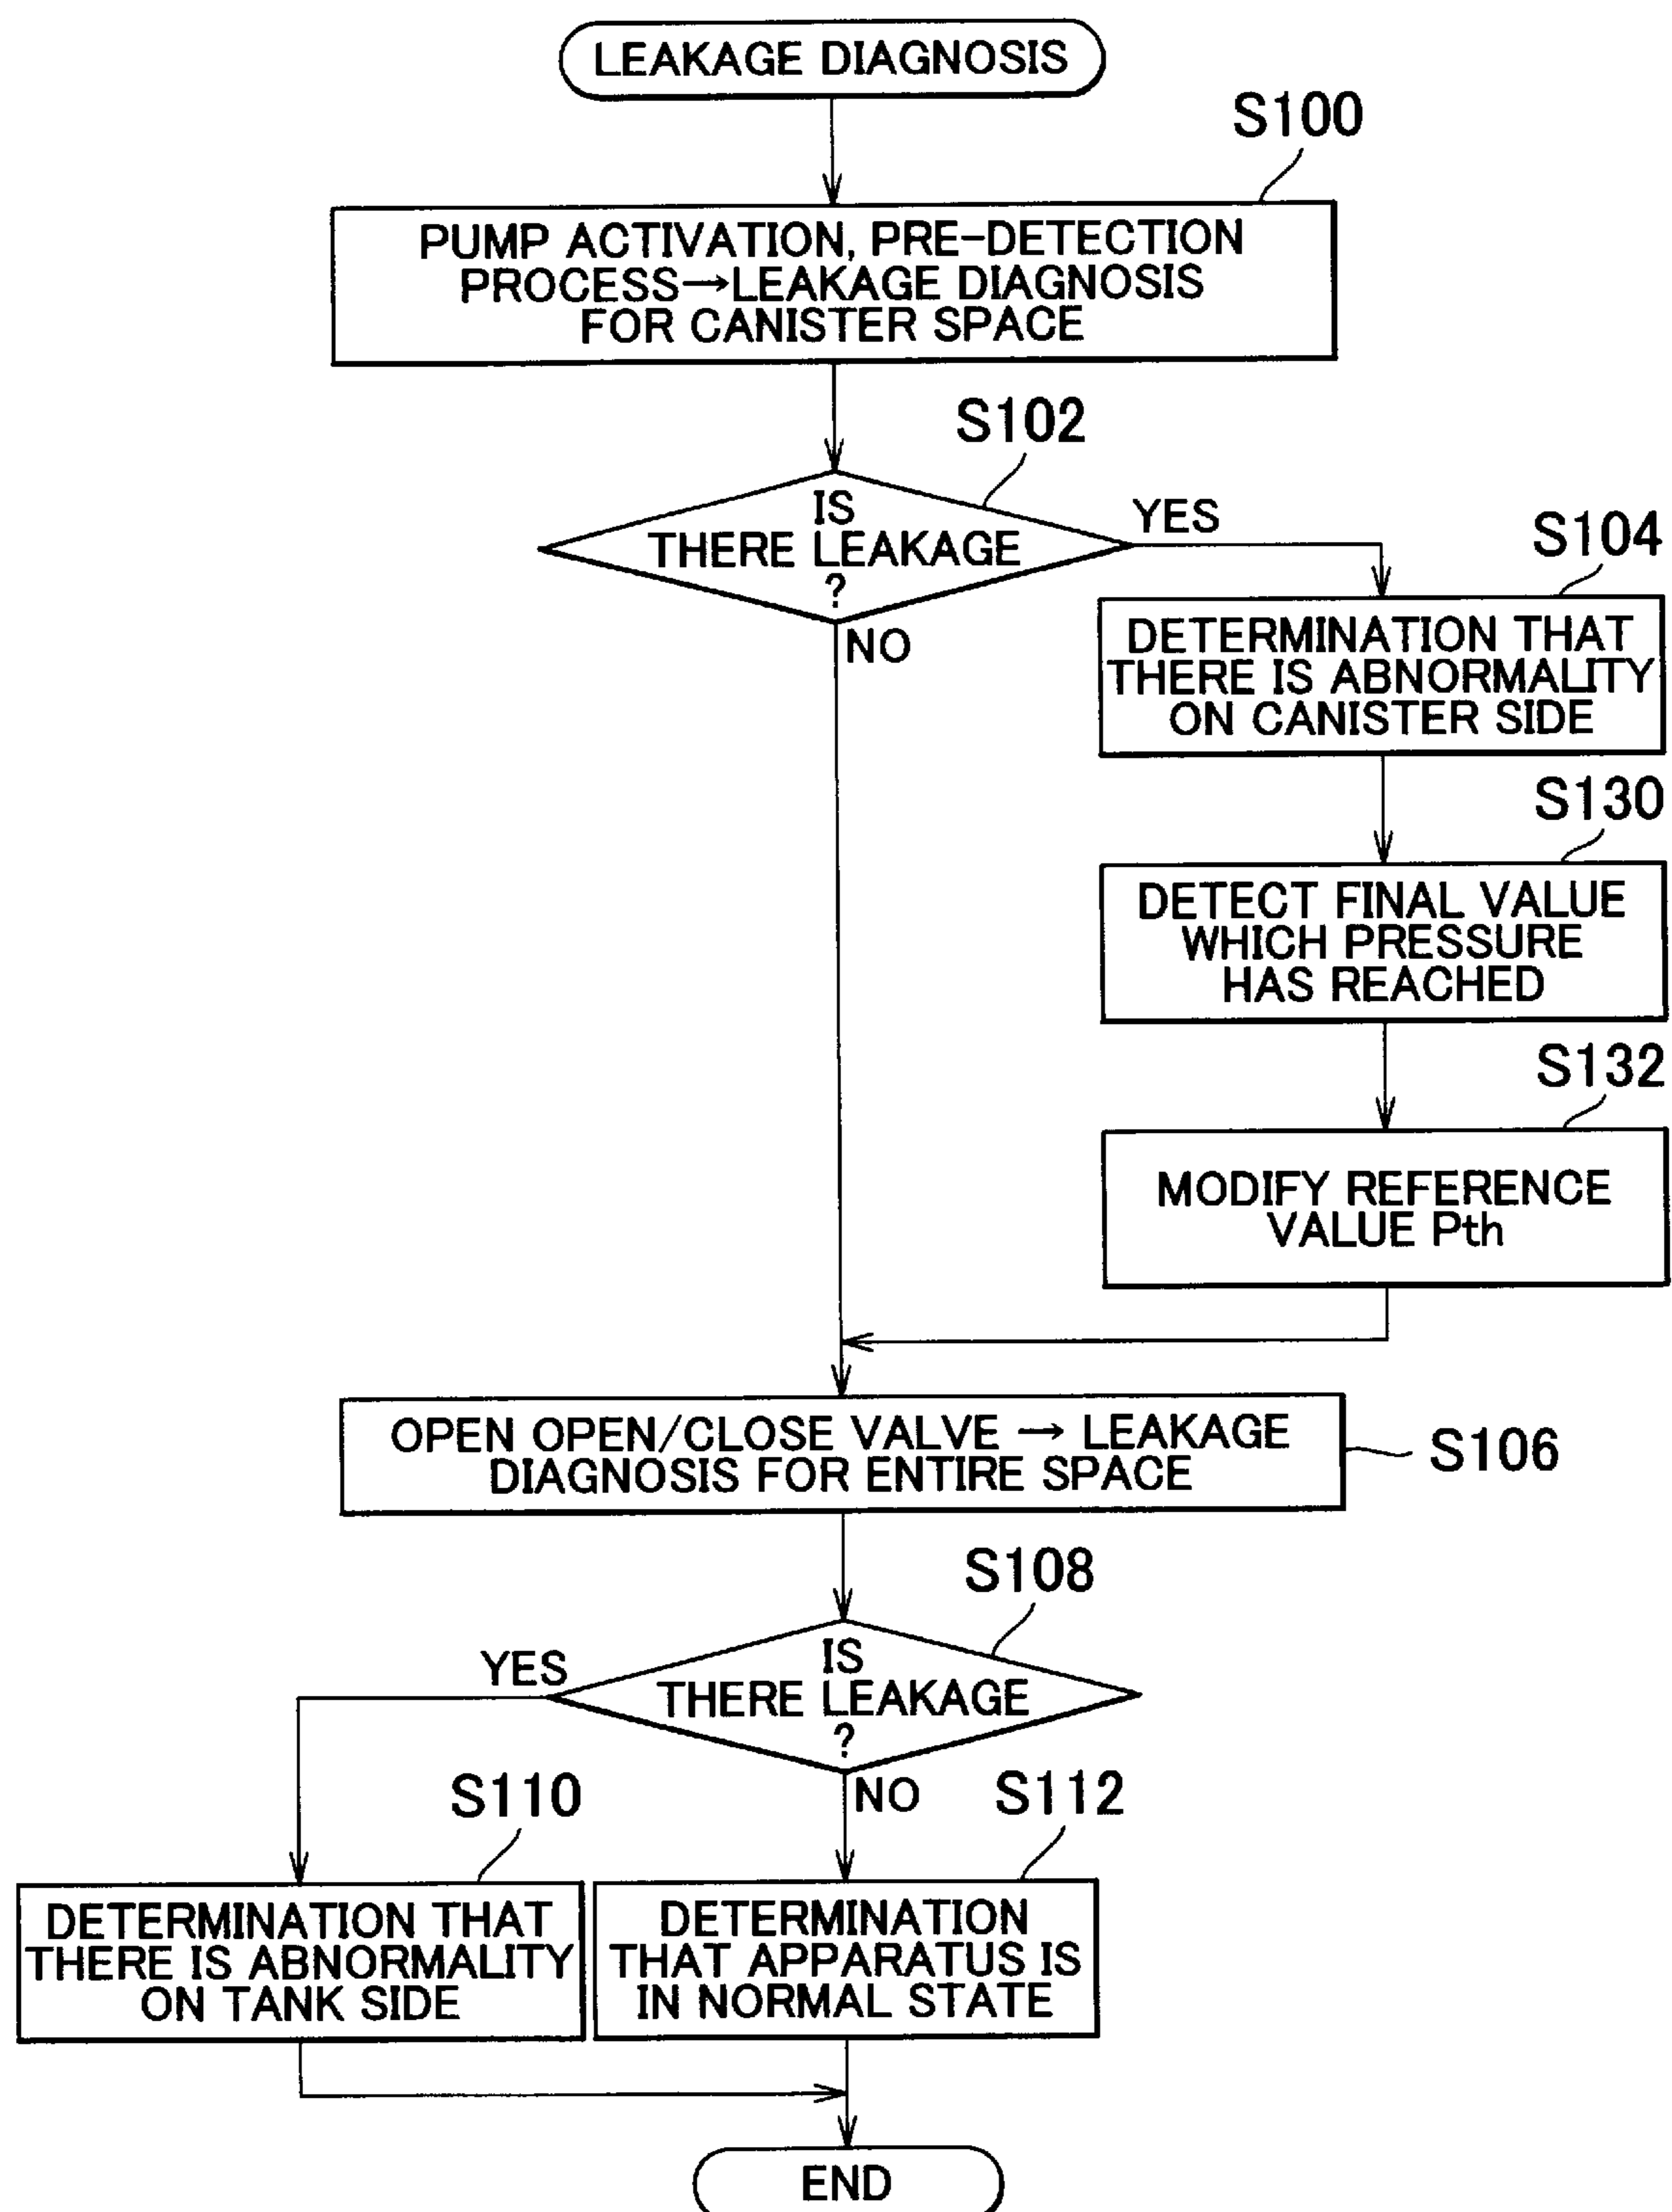 LEAKAGE DIAGNOSIS
S100
PUMP ACTIVATION, PRE-DETECTION
PROCESS→LEAKAGE DIAGNOSIS
FOR CANISTER SPACE
S102
IS
THERE LEAKAGE
?
YES
NO
S104
DETERMINATION THAT
THERE IS ABNORMALITY
ON CANISTER SIDE
S130
DETECT FINAL VALUE
WHICH PRESSURE
HAS REACHED
S132
MODIFY REFERENCE
VALUE Pth
OPEN OPEN/CLOSE VALVE → LEAKAGE
DIAGNOSIS FOR ENTIRE SPACE
S106
S108
IS
THERE LEAKAGE
?
YES
NO
S110
DETERMINATION THAT
THERE IS ABNORMALITY
ON TANK SIDE
S112
DETERMINATION
THAT APPARATUS IS
IN NORMAL STATE
END